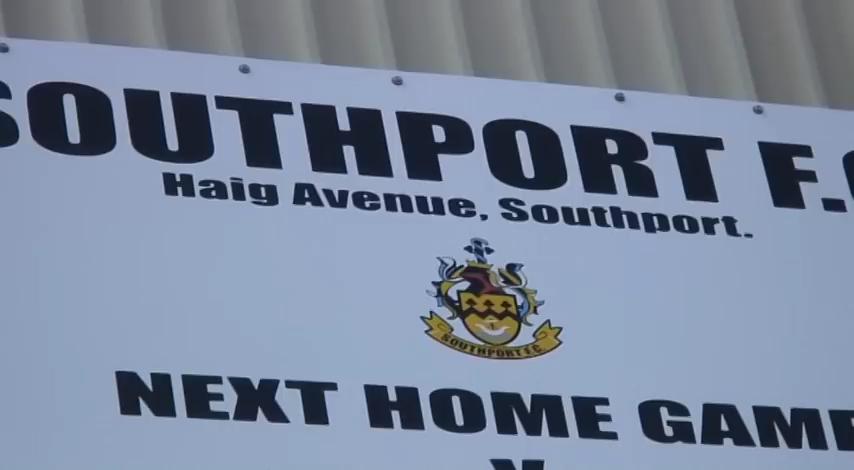 SOUTHPORT F.C
Haig Avenue, Southport.
SOUTHPORT F.C.
NEXT HOME GAME
V